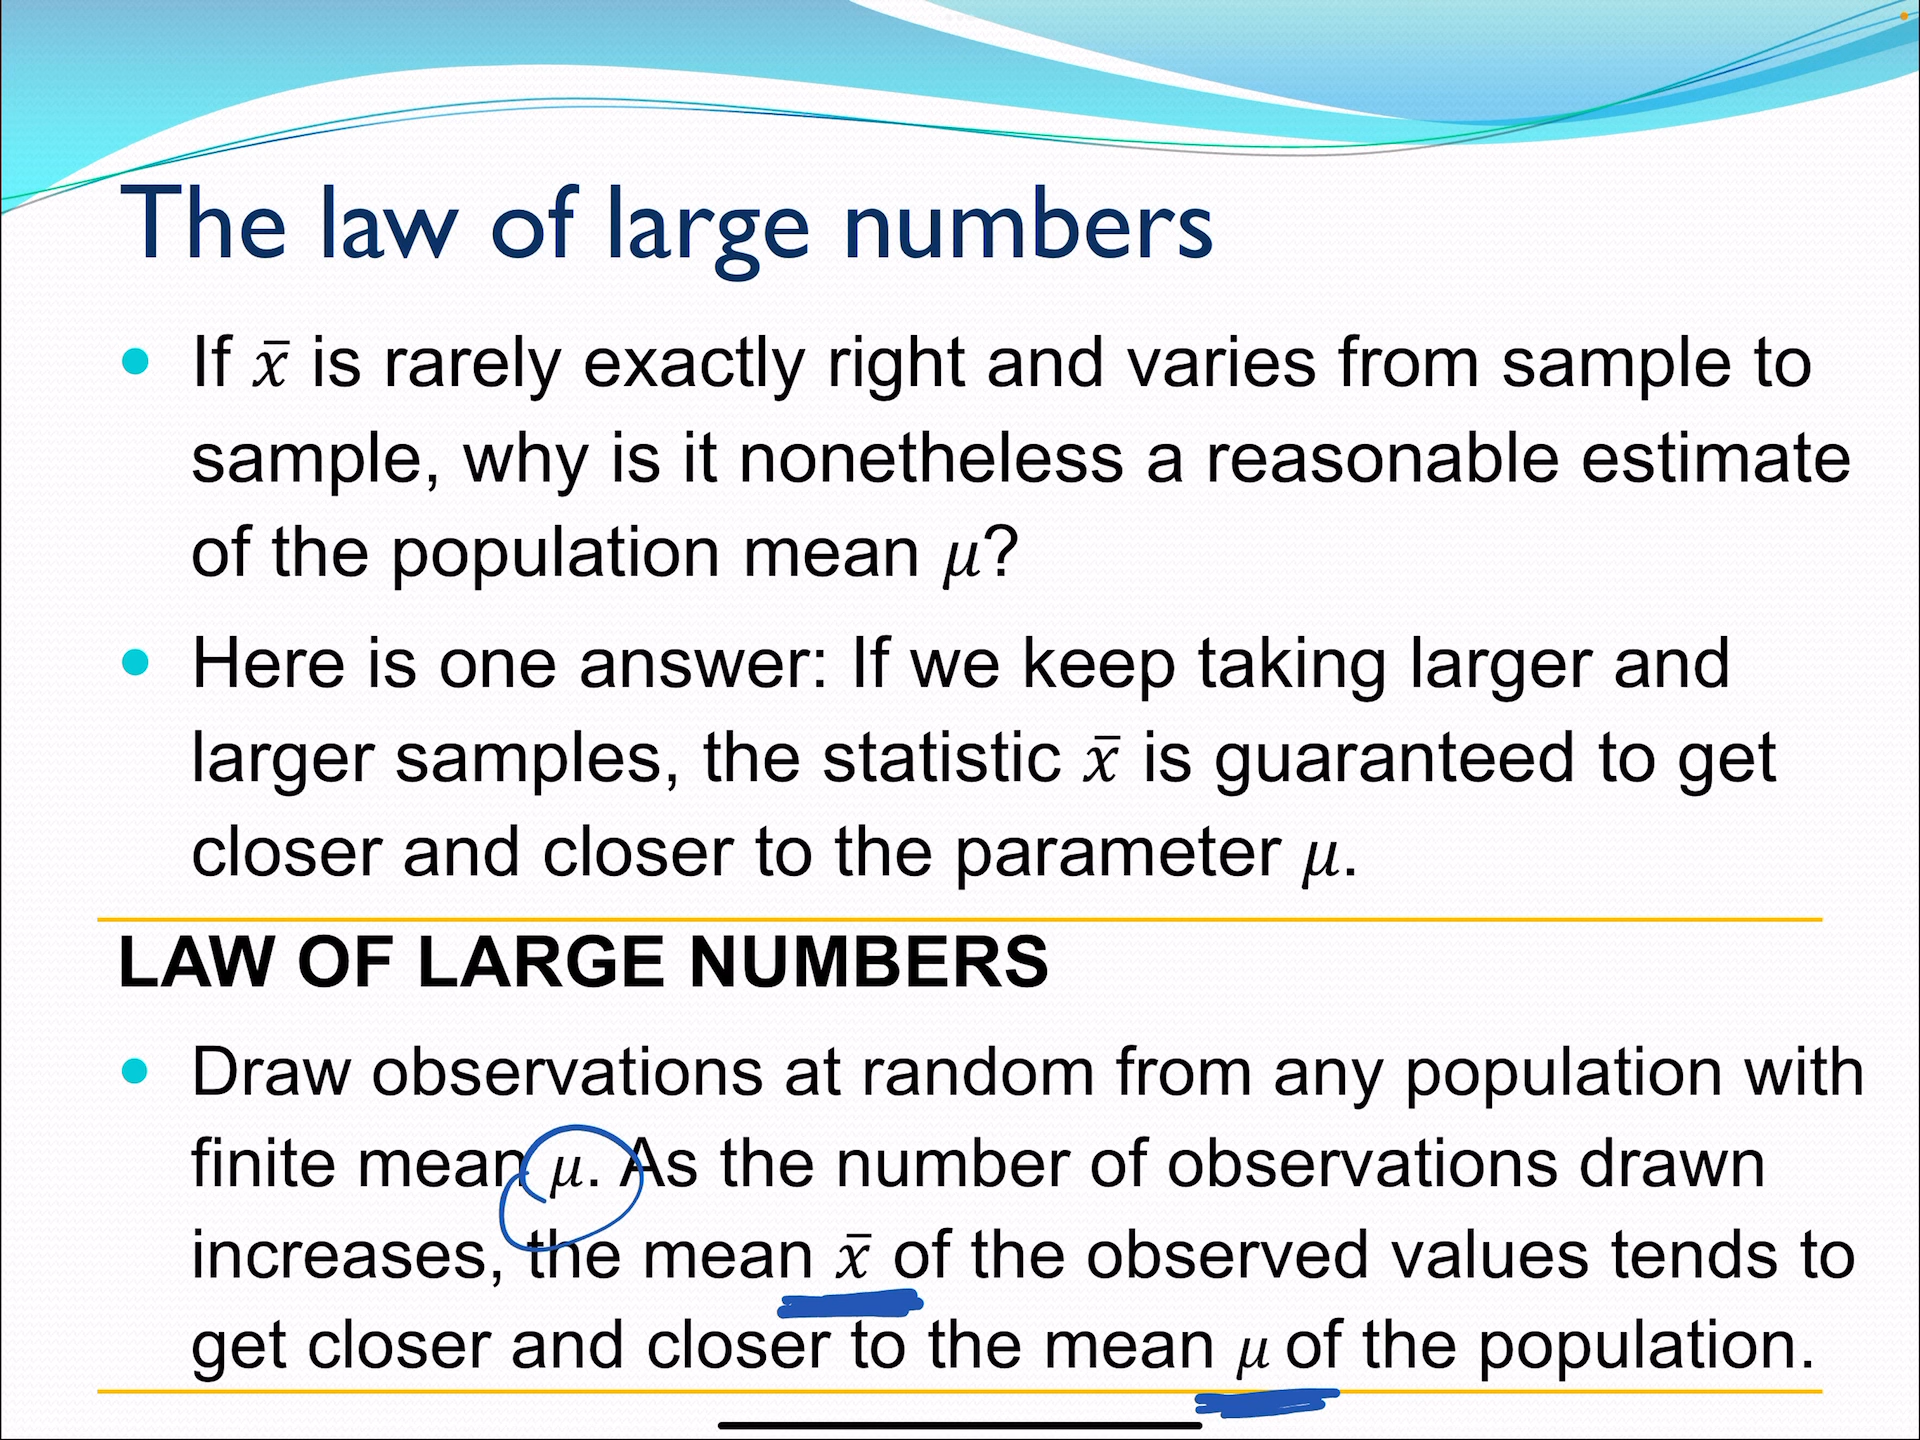 The law of large numbers
• If x̄ is rarely exactly right and varies from sample to
sample, why is it nonetheless a reasonable estimate
of the population mean μ?
• Here is one answer: If we keep taking larger and
larger samples, the statistic x̄ is guaranteed to get
closer and closer to the parameter μ.
LAW OF LARGE NUMBERS
• Draw observations at random from any population with
finite mean μ. As the number of observations drawn
increases, the mean x̄ of the observed values tends to
get closer and closer to the mean μ of the population.